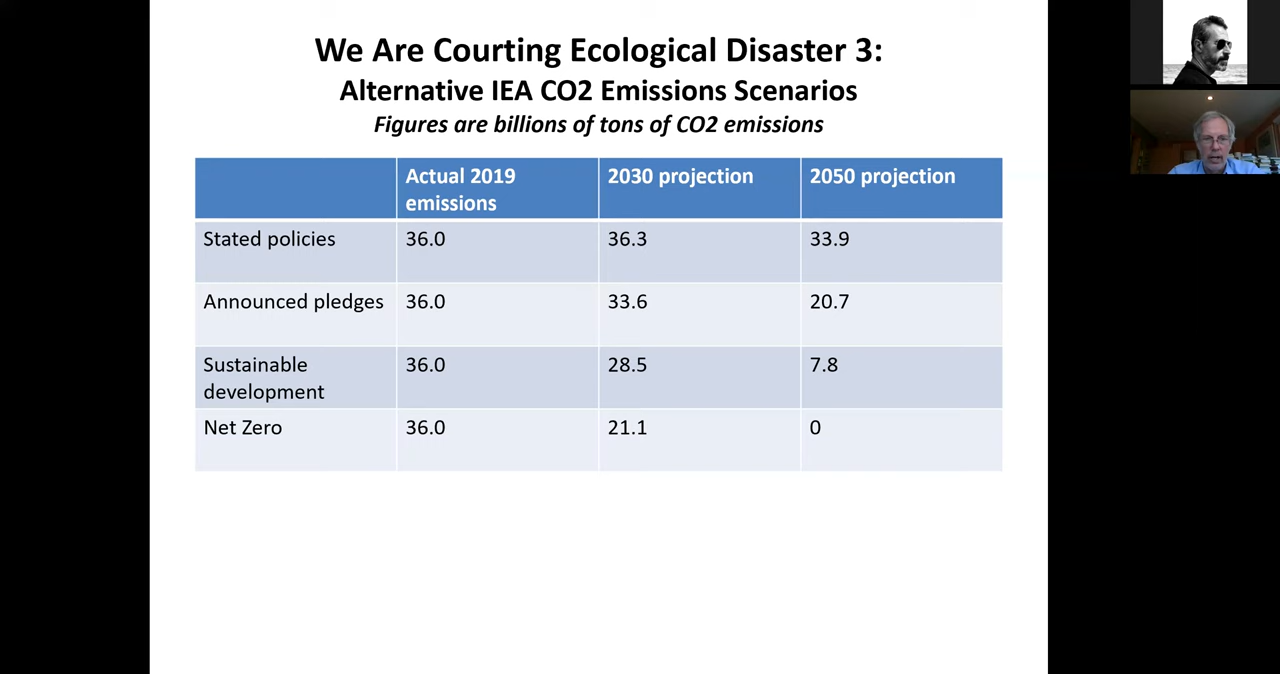 We Are Courting Ecological Disaster 3:
Alternative IEA CO2 Emissions Scenarios
Figures are billions of tons of CO2 emissions
Actual 2019 emissions 2030 projection 2050 projection
Stated policies 36.0 36.3 33.9
Announced pledges 36.0 33.6 20.7
Sustainable development 36.0 28.5 7.8
Net Zero 36.0 21.1 0